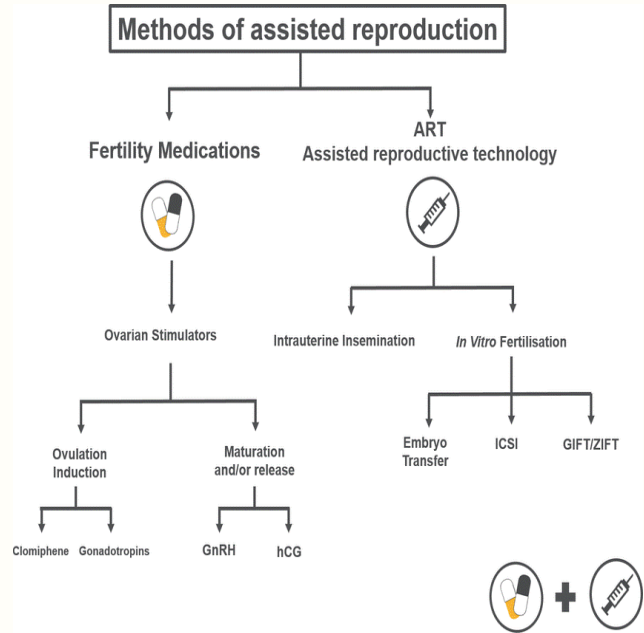 Methods of assisted reproduction
Fertility Medications
ART
Assisted reproductive technology
Ovarian Stimulators
Intrauterine Insemination
In Vitro Fertilisation
Ovulation
Induction
Maturation
and/or release
Embryo
Transfer
ICSI
GIFT/ZIFT
Clomiphene
Gonadotropins
GnRH
hCG